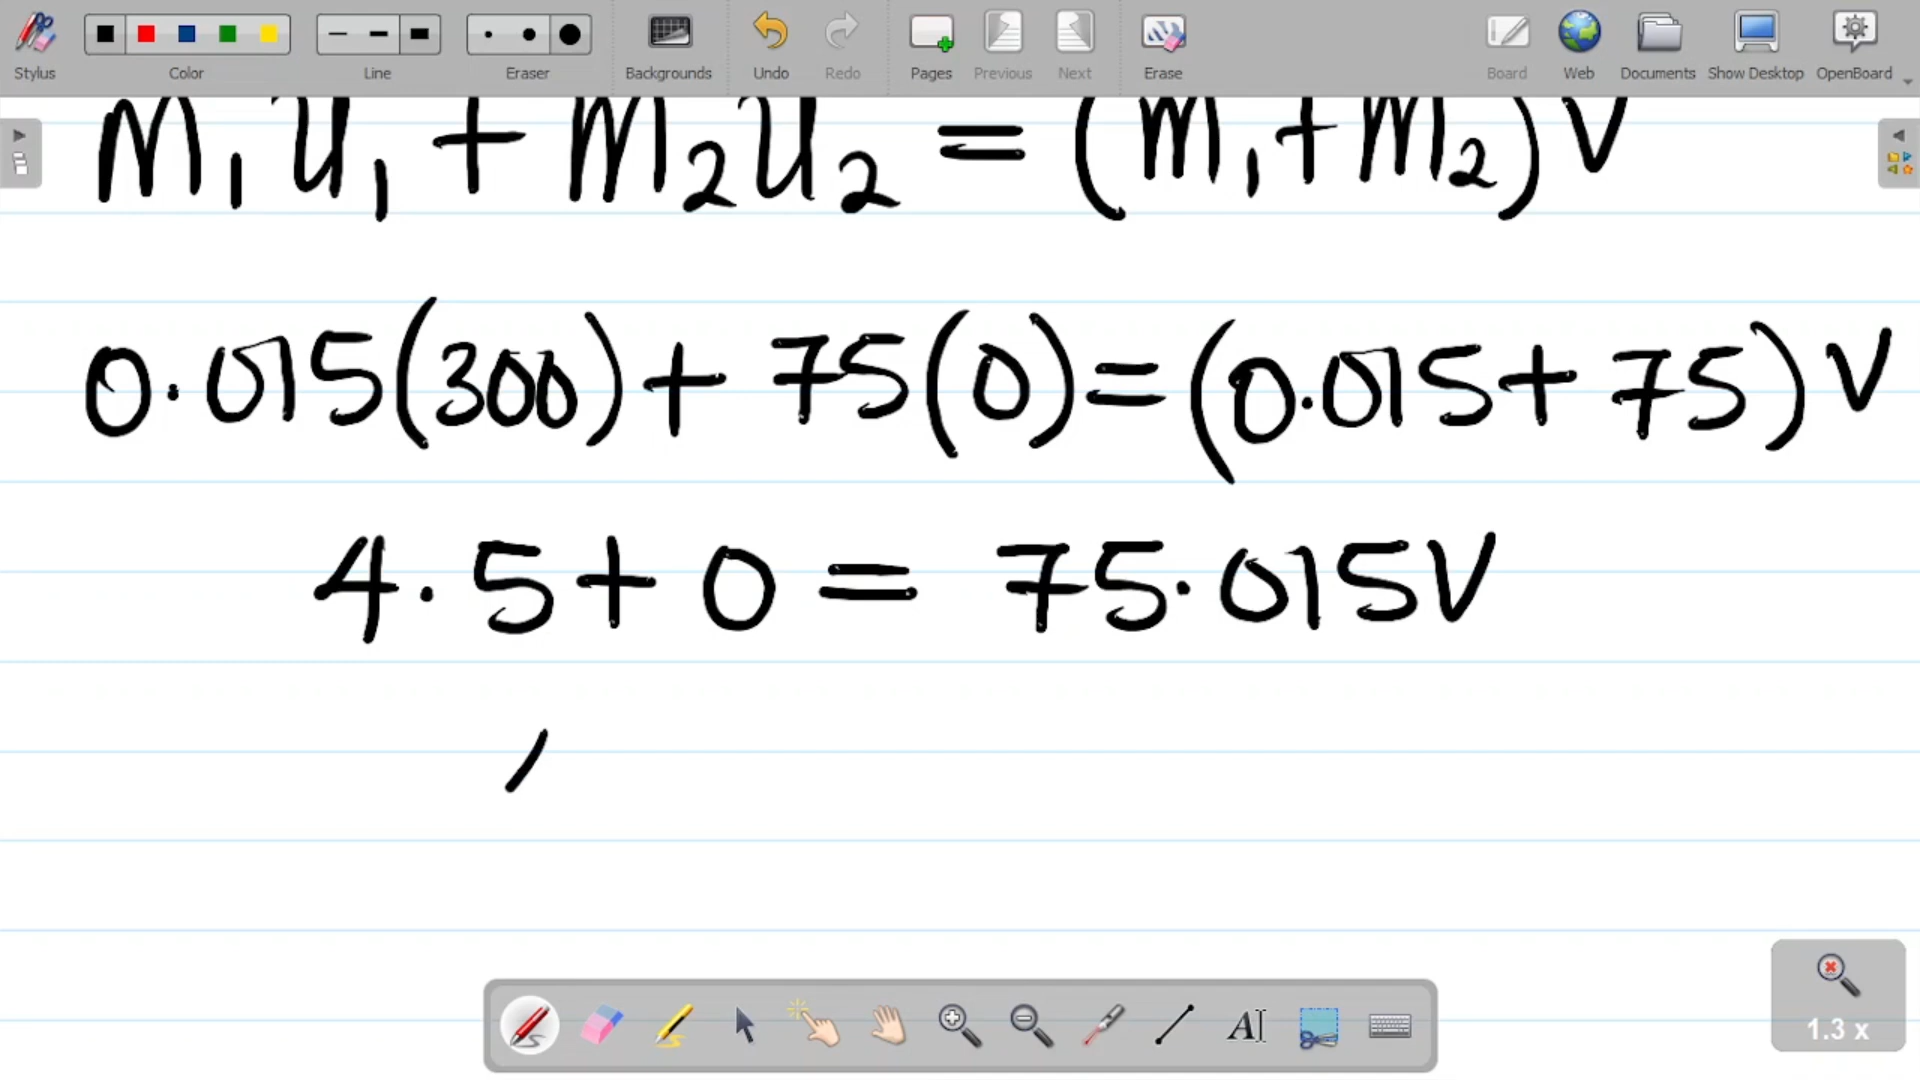 Stylus Color Line Eraser Backgrounds Undo Redo Pages Previous Next Erase Board Web Documents Show Desktop OpenBoard
M₁U₁ + M₂U₂ = (M₁+M₂)V
0.015(300) + 75(0) = (0.015+75)V
4.5 + 0 = 75.015V
1.3 x